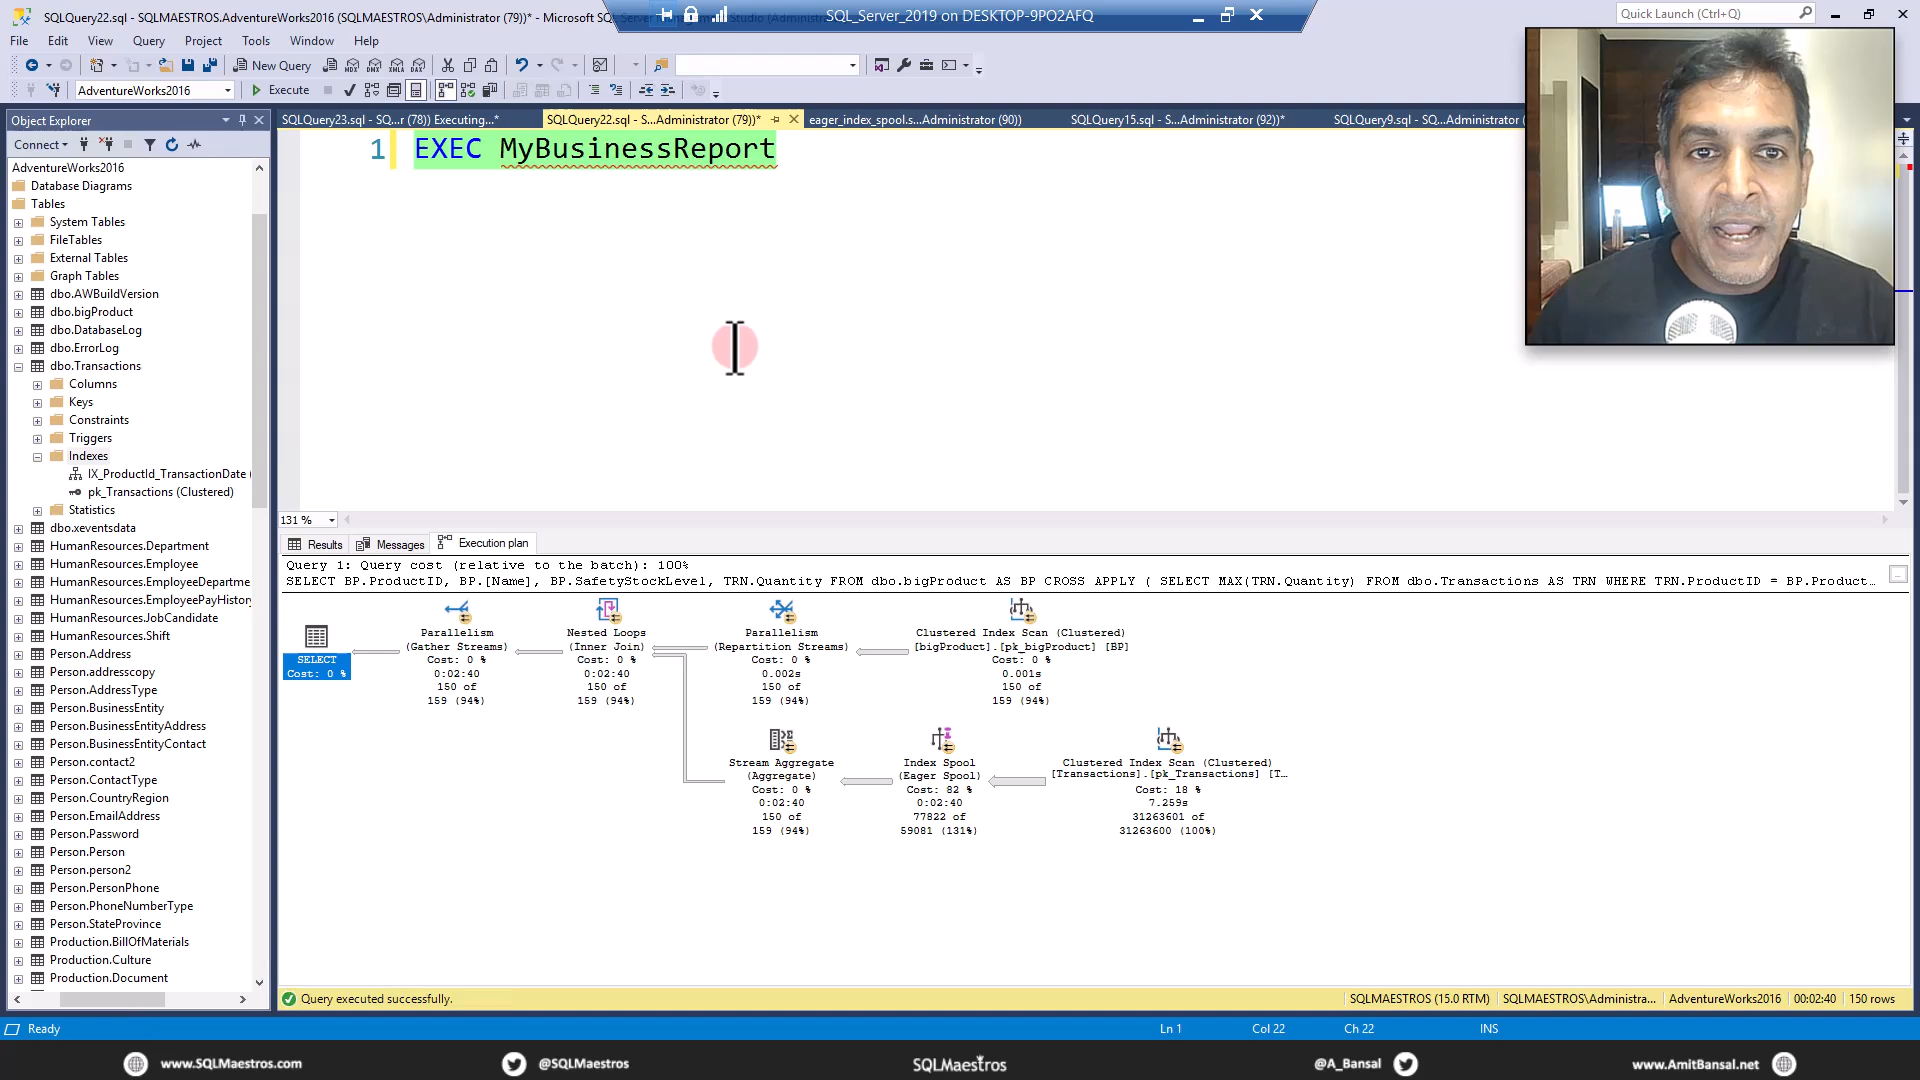 SQLQuery22.sql - SQLMAESTROS.AdventureWorks2016 (SQLMAESTROS\Administrator (79))* - Microsoft SQL Server Management Studio (Administrator)
SQL_Server_2019 on DESKTOP-9PO2AFQ
Quick Launch (Ctrl+Q)
File Edit View Query Project Tools Window Help
New Query
AdventureWorks2016
Execute
Object Explorer
Connect
SQLQuery23.sql - SQ...r (78)) Executing...*
SQLQuery22.sql - S...Administrator (79))*
eager_index_spool.s...Administrator (90))
SQLQuery15.sql - S...Administrator (92))*
SQLQuery9.sql - SQ...Administrator (
1 EXEC MyBusinessReport
AdventureWorks2016
Database Diagrams
Tables
System Tables
FileTables
External Tables
Graph Tables
dbo.AWBuildVersion
dbo.bigProduct
dbo.DatabaseLog
dbo.ErrorLog
dbo.Transactions
Columns
Keys
Constraints
Triggers
Indexes
IX_ProductId_TransactionDate (
pk_Transactions (Clustered)
Statistics
dbo.xeventsdata
HumanResources.Department
HumanResources.Employee
HumanResources.EmployeeDepartme
HumanResources.EmployeePayHistory
HumanResources.JobCandidate
HumanResources.Shift
Person.Address
Person.addresscopy
Person.AddressType
Person.BusinessEntity
Person.BusinessEntityAddress
Person.BusinessEntityContact
Person.contact2
Person.ContactType
Person.CountryRegion
Person.EmailAddress
Person.Password
Person.Person
Person.person2
Person.PersonPhone
Person.PhoneNumberType
Person.StateProvince
Production.BillOfMaterials
Production.Culture
Production.Document
131 %
Results
Messages
Execution plan
Query 1: Query cost (relative to the batch): 100%
SELECT BP.ProductID, BP.[Name], BP.SafetyStockLevel, TRN.Quantity FROM dbo.bigProduct AS BP CROSS APPLY ( SELECT MAX(TRN.Quantity) FROM dbo.Transactions AS TRN WHERE TRN.ProductID = BP.Product...
SELECT
Cost: 0 %
Parallelism
(Gather Streams)
Cost: 0 %
0:02:40
150 of
159 (94%)
Nested Loops
(Inner Join)
Cost: 0 %
0:02:40
150 of
159 (94%)
Parallelism
(Repartition Streams)
Cost: 0 %
0.002s
150 of
159 (94%)
Clustered Index Scan (Clustered)
[bigProduct].[pk_bigProduct] [BP]
Cost: 0 %
0.001s
150 of
159 (94%)
Stream Aggregate
(Aggregate)
Cost: 0 %
0:02:40
150 of
159 (94%)
Index Spool
(Eager Spool)
Cost: 82 %
0:02:40
77822 of
59081 (131%)
Clustered Index Scan (Clustered)
[Transactions].[pk_Transactions] [T...
Cost: 18 %
7.259s
31263601 of
31263600 (100%)
Query executed successfully.
SQLMAESTROS (15.0 RTM)
SQLMAESTROS\Administra...
AdventureWorks2016
00:02:40
150 rows
Ready
Ln 1
Col 22
Ch 22
INS
www.SQLMaestros.com
@SQLMaestros
SQLMaestros
@A_Bansal
www.AmitBansal.net